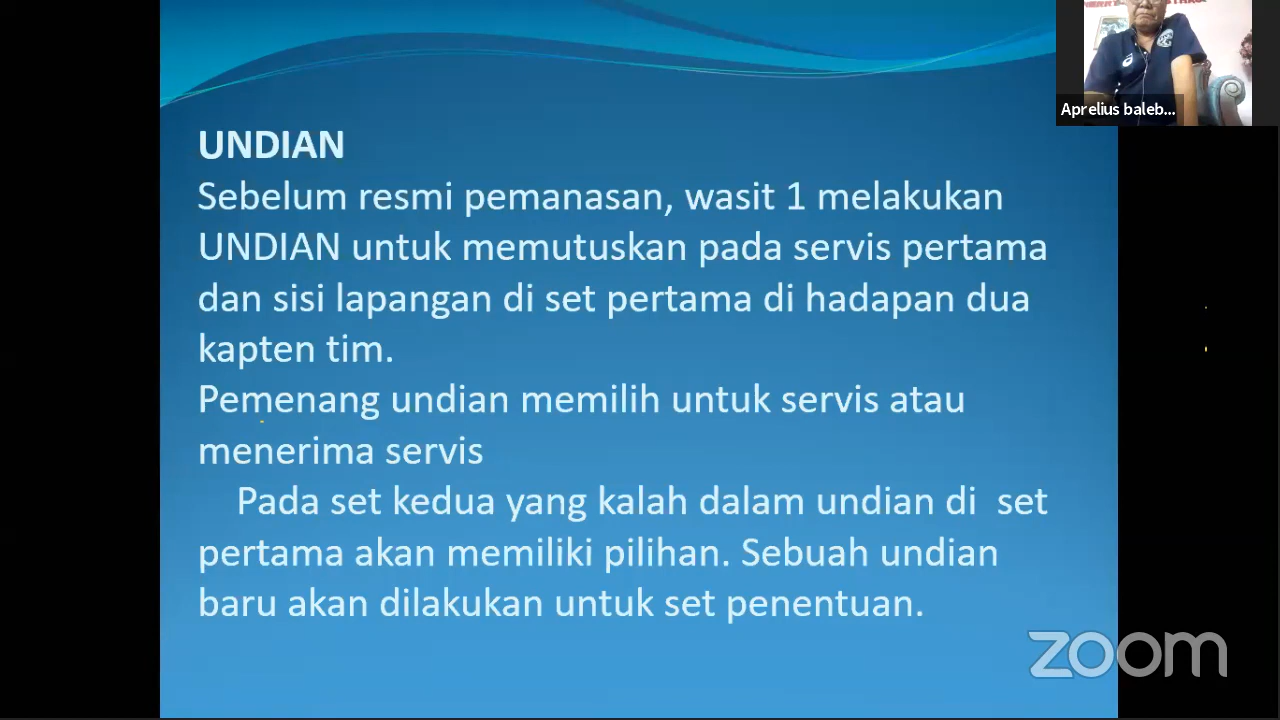 UNDIAN
Sebelum resmi pemanasan, wasit 1 melakukan
UNDIAN untuk memutuskan pada servis pertama
dan sisi lapangan di set pertama di hadapan dua
kapten tim.
Pemenang undian memilih untuk servis atau
menerima servis
Pada set kedua yang kalah dalam undian di set
pertama akan memiliki pilihan. Sebuah undian
baru akan dilakukan untuk set penentuan.
Aprelius baleb...
zoom